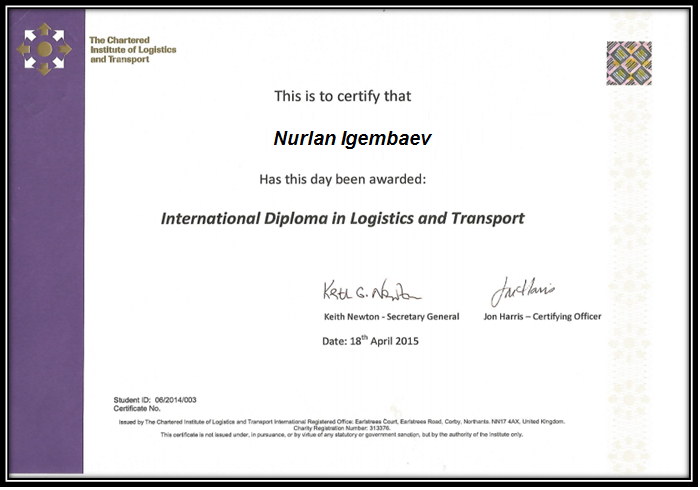 The Chartered
Institute of Logistics
and Transport
This is to certify that
Nurlan Igembaev
Has this day been awarded:
International Diploma in Logistics and Transport
Keith G. Newton
Jon Harris
Keith Newton - Secretary General
Jon Harris – Certifying Officer
Date: 18th April 2015
Student ID: 06/2014/003
Certificate No.
Issued by The Chartered Institute of Logistics and Transport International Registered Office: Earlstrees Court, Earlstrees Road, Corby, Northants. NN17 4AX, United Kingdom.
Charity Registration Number: 313376.
This certificate is not issued under, in pursuance, or by virtue of any statutory or government sanction, but by the authority of the Institute only.